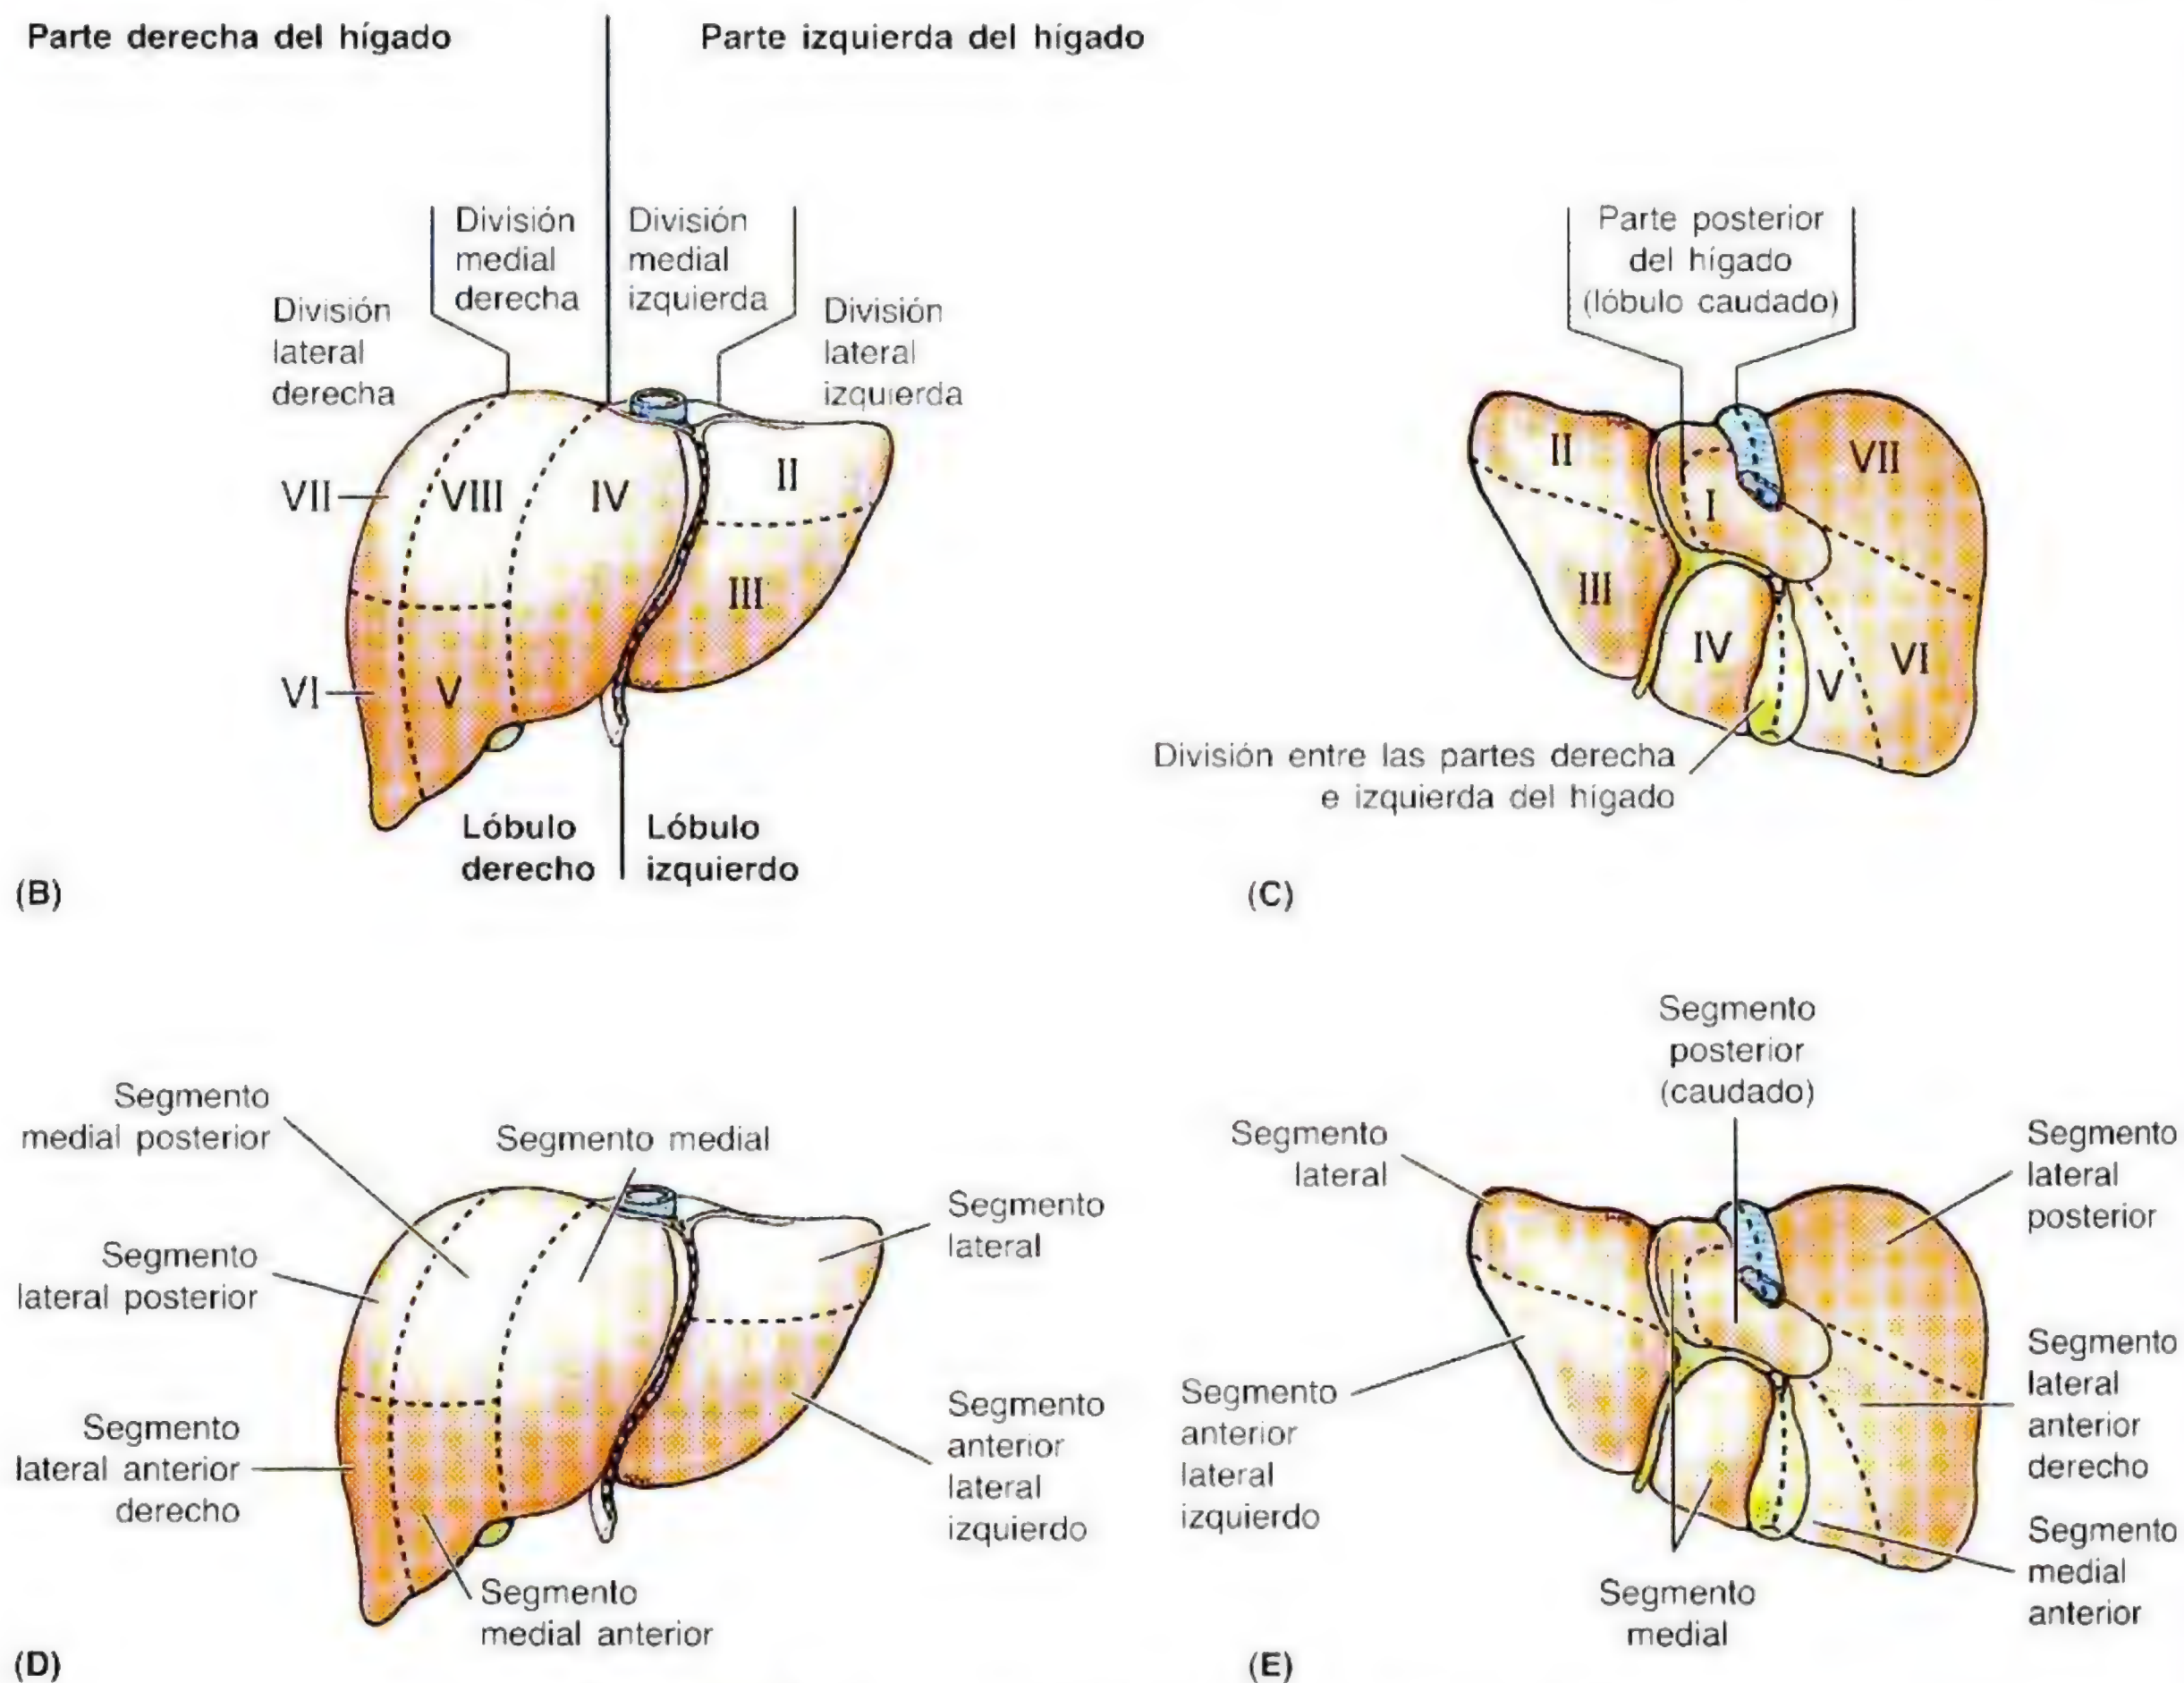 Parte derecha del hígado
Parte izquierda del hígado
División
medial
derecha
División
medial
izquierda
División
lateral
derecha
División
lateral
izquierda
VII
VIII
IV
II
III
VI
V
Lóbulo
derecho
Lóbulo
izquierdo
(B)
Parte posterior
del hígado
(lóbulo caudado)
II
I
VII
III
IV
V
VI
División entre las partes derecha
e izquierda del hígado
(C)
Segmento
medial posterior
Segmento medial
Segmento
lateral
Segmento
lateral posterior
Segmento
lateral anterior
derecho
Segmento
anterior
lateral
izquierdo
Segmento
medial anterior
(D)
Segmento
posterior
(caudado)
Segmento
lateral
Segmento
lateral
posterior
Segmento
anterior
lateral
izquierdo
Segmento
lateral
anterior
derecho
Segmento
medial
Segmento
medial
anterior
(E)